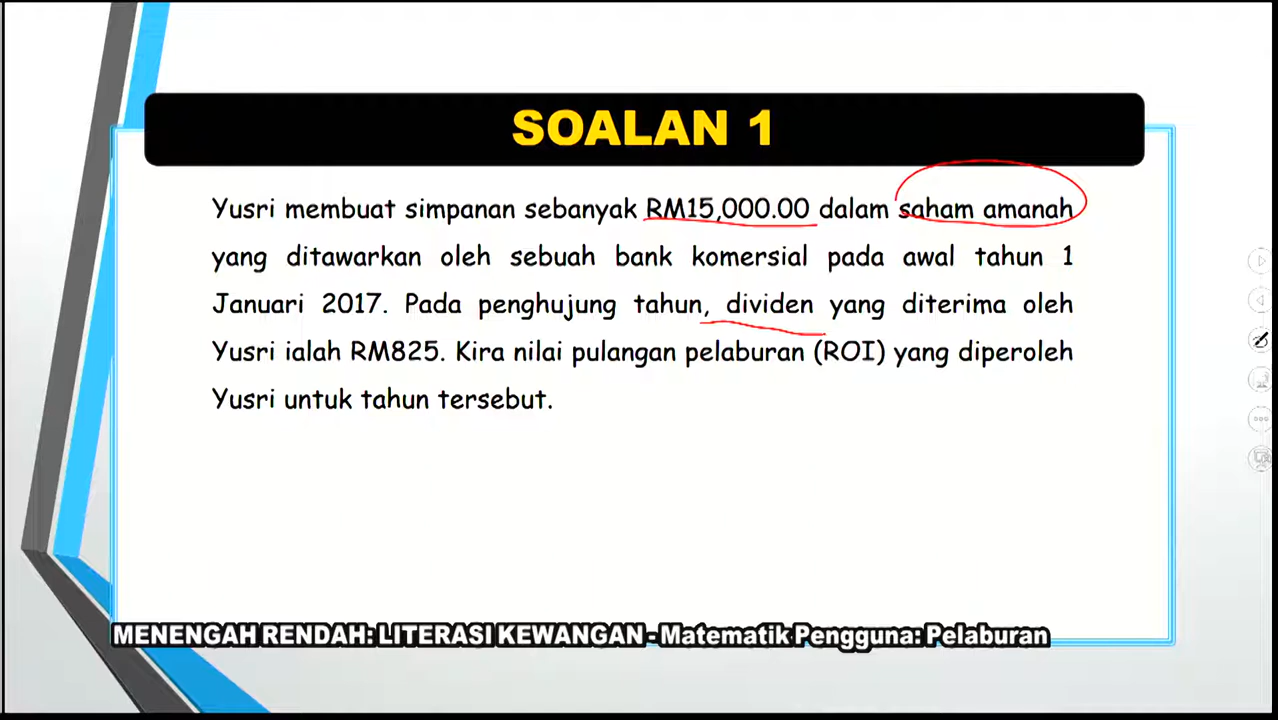 SOALAN 1
Yusri membuat simpanan sebanyak RM15,000.00 dalam saham amanah
yang ditawarkan oleh sebuah bank komersial pada awal tahun 1
Januari 2017. Pada penghujung tahun, dividen yang diterima oleh
Yusri ialah RM825. Kira nilai pulangan pelaburan (ROI) yang diperoleh
Yusri untuk tahun tersebut.
MENENGAH RENDAH: LITERASI KEWANGAN - Matematik Pengguna: Pelaburan